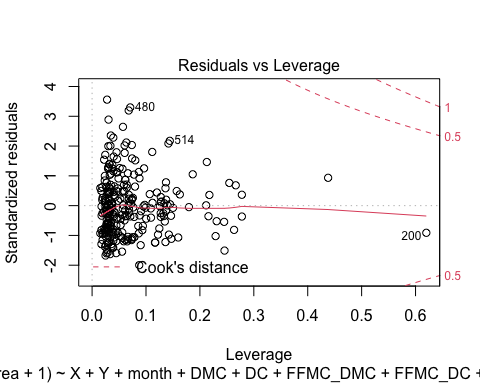 Residuals vs Leverage
Standardized residuals
4
3
2
1
0
-1
-2
480
514
200
1
0.5
0.5
Cook's distance
0.0 0.1 0.2 0.3 0.4 0.5 0.6
Leverage
rea + 1) ~ X + Y + month + DMC + DC + FFMC_DMC + FFMC_DC +